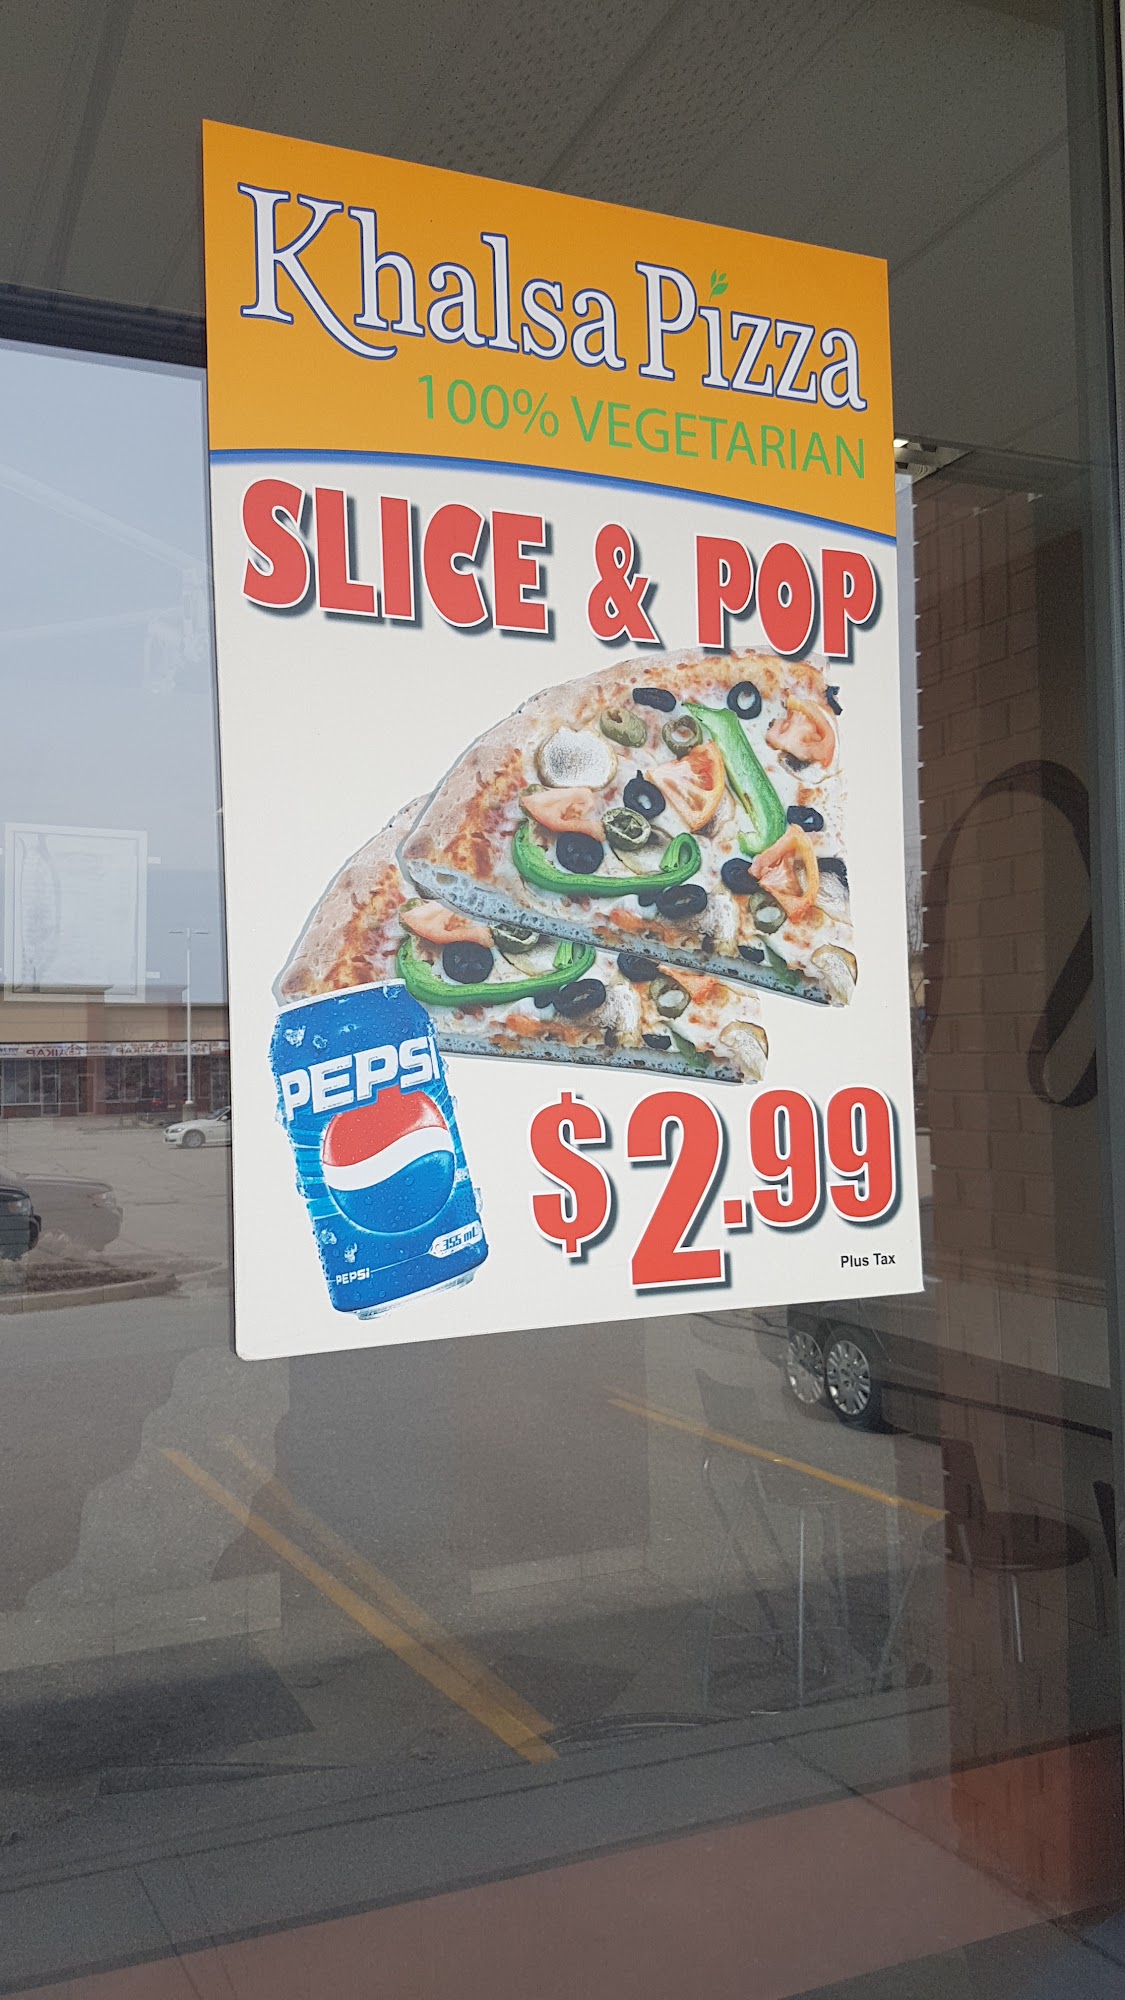 Khalsa Pizza
100% VEGETARIAN
SLICE & POP
PEPSI
355 mL
PEPSI
$2.99
Plus Tax